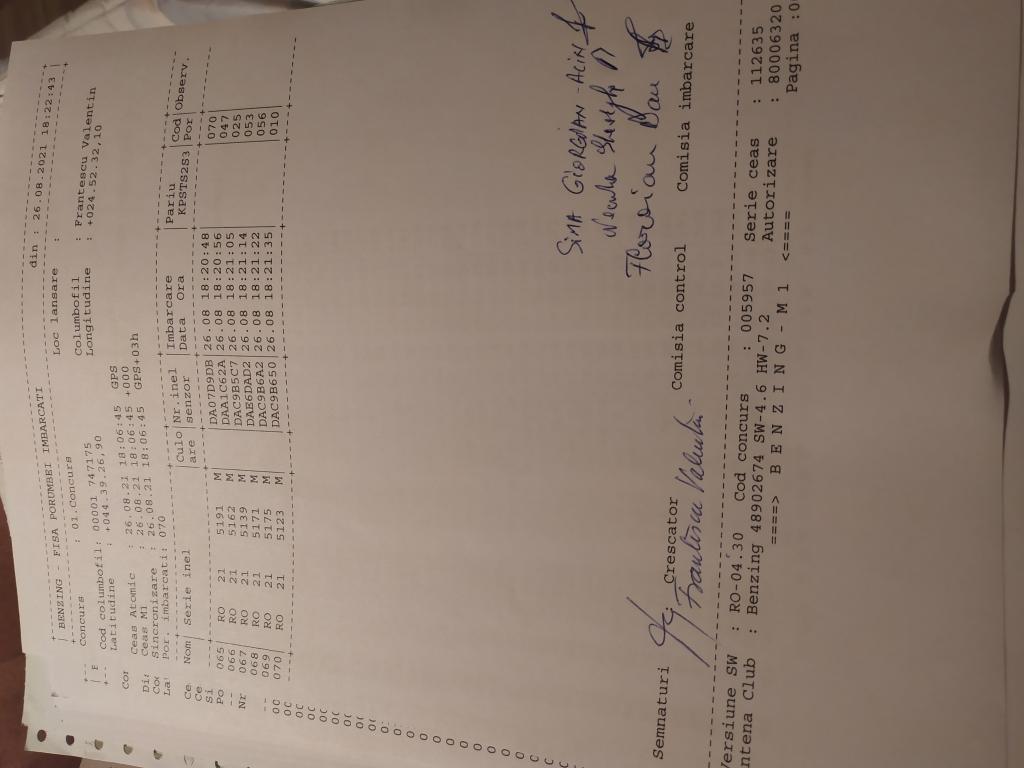 din : 26.08.2021 18:22:43 |
| BENZING FISA PORUMBEI IMBARCATI
Concurs : 01.Concurs Loc lansare :
Cod columbofil: 00001 747175 Columbofil : Frantescu Valentin
Latitudine : +044.39.26,90 Longitudine : +024.52.32,10
Ceas Atomic : 26.08.21 18:06:45 GPS
Ceas M1 : 26.08.21 18:06:45 +000
Sincronizare : 26.08.21 18:06:45 GPS+03h
Por. imbarcati: 070
Nom| Serie inel |Culo|Nr.inel |Imbarcare |Pariu |Cod|Observ.
|are |senzor |Data Ora | KPSTS2S3|Por|
065| RO 21 5191 M | |DA07D9DB|26.08 18:20:48| |070|
066| RO 21 5162 M | |DAA1C62A|26.08 18:20:56| |047|
067| RO 21 5139 M | |DAC9B5C7|26.08 18:21:05| |025|
068| RO 21 5171 M | |DAE6DAD2|26.08 18:21:14| |053|
069| RO 21 5175 M | |DAC9B6A2|26.08 18:21:22| |056|
070| RO 21 5123 M | |DAC9B650|26.08 18:21:35| |010|
SIMA GIORGIAN-ALIN
Florian Dan
Semnaturi Crescator Comisia control Comisia imbarcare
Frantescu Valentin
Versiune SW : RO-04.30 Cod concurs : 005957 Serie ceas : 112635
ntena Club : Benzing 48902674 SW-4.6 HW-7.2 Autorizare : 80006320
====> B E N Z I N G - M 1 <==== Pagina :0